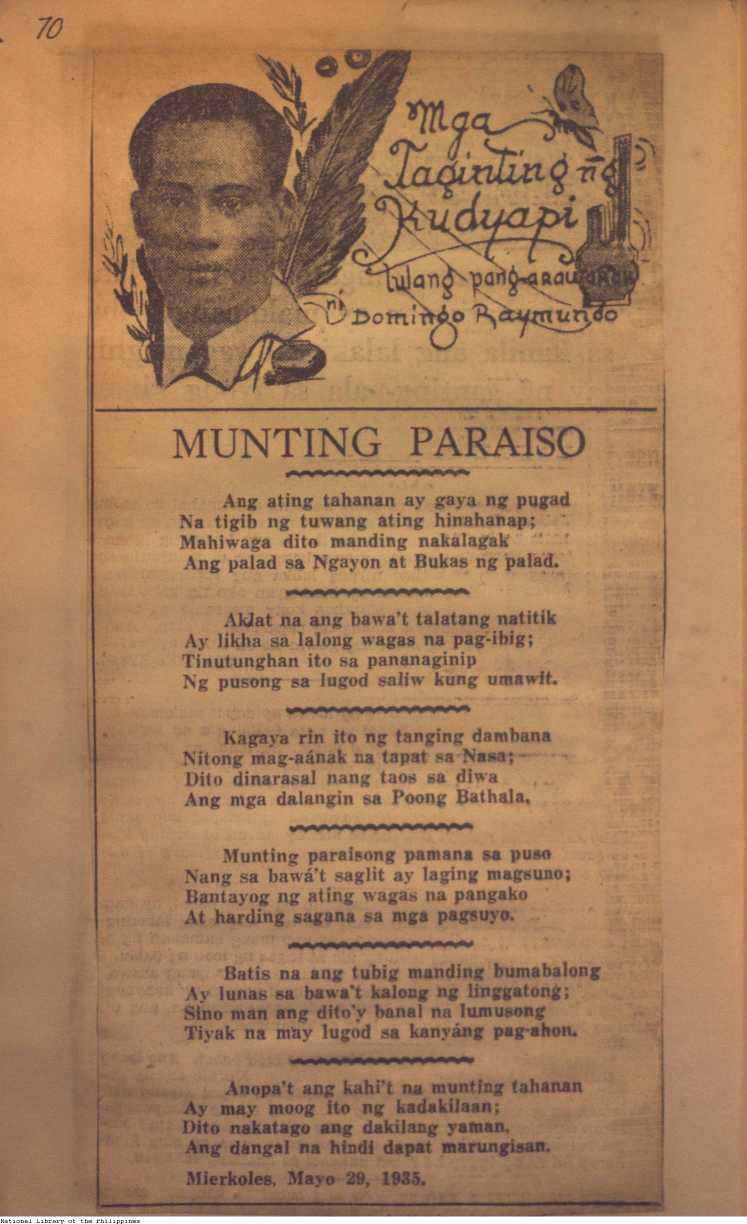 70
Mga
Taginting ng̃
Kudyapi
tulang pang-araw-araw
ni
Domingo Raymundo
MUNTING PARAISO
Ang ating tahanan ay gaya ng pugad
Na tigib ng tuwang ating hinahanap;
Mahiwaga dito manding nakalagak
Ang palad sa Ngayon at Bukas ng palad.
Aklat na ang bawa't talatang natitik
Ay likha sa lalong wagas na pag-ibig;
Tinutunghan ito sa pananaginip
Ng pusong sa lugod saliw kung umawit.
Kagaya rin ito ng tanging dambana
Nitong mag-aának na tapat sa Nasa;
Dito dinarasal nang taos sa diwa
Ang mga dalangin sa Poong Bathala.
Munting paraisong pamana sa puso
Nang sa bawá't saglit ay laging magsuno;
Bantayog ng ating wagas na pangako
At harding sagana sa mga pagsuyo.
Batis na ang tubig manding bumabalong
Ay lunas sa bawa't kalong ng linggatong;
Sino man ang dito'y banal na lumusong
Tiyak na may lugod sa kanyáng pag-ahon.
Anopa't ang kahi't na munting tahanan
Ay may moog ito ng kadakilaan;
Dito nakatago ang dakilang yaman,
Ang dangal na hindi dapat marungisan.
Mierkoles, Mayo 29, 1935.
National Library of the Philippines